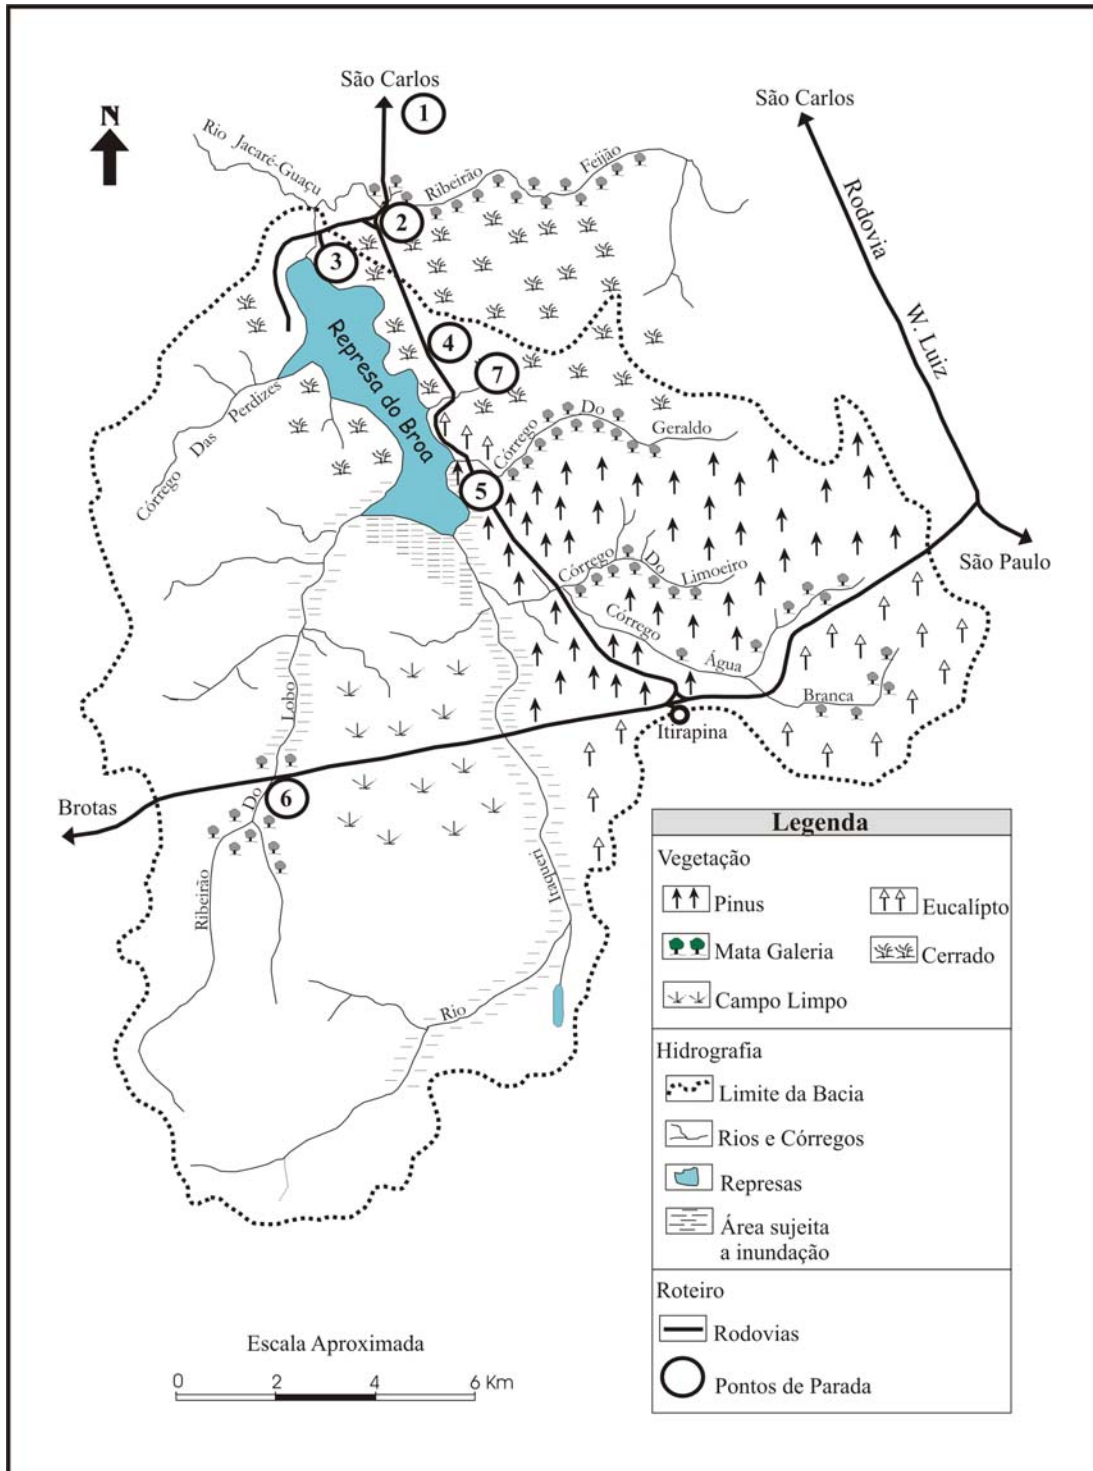 São Carlos
1
São Carlos
N
Rio Jacaré-Guaçu
Ribeirão Feijão
Rodovia W. Luiz
2
3
Represa do Broa
4
7
Córrego Das Perdizes
Córrego Do Geraldo
5
São Paulo
Córrego Do Limoeiro
Córrego Água Branca
Itirapina
Ribeirão Do Lobo
6
Brotas
Rio Itaqueri
Legenda
Vegetação
Pinus
Eucalípto
Mata Galeria
Cerrado
Campo Limpo
Hidrografia
Limite da Bacia
Rios e Córregos
Represas
Área sujeita
a inundação
Roteiro
Rodovias
Pontos de Parada
Escala Aproximada
0 2 4 6 Km